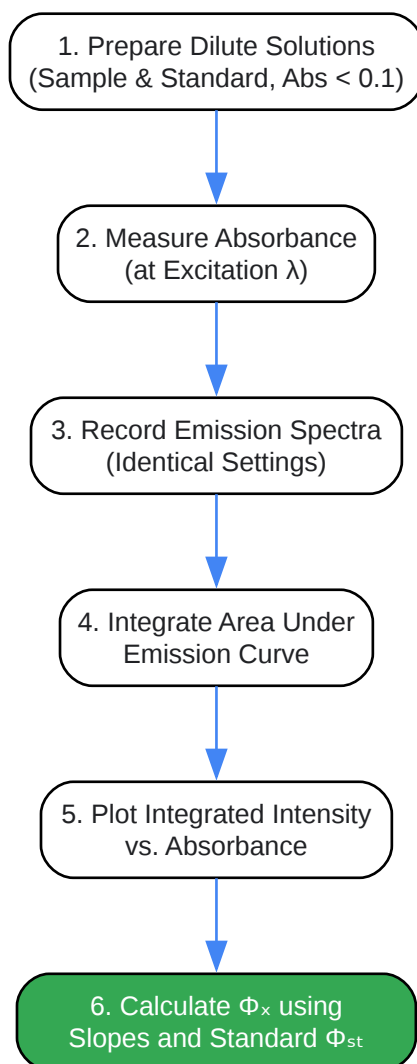 1. Prepare Dilute Solutions
(Sample & Standard, Abs < 0.1)
2. Measure Absorbance
(at Excitation λ)
3. Record Emission Spectra
(Identical Settings)
4. Integrate Area Under
Emission Curve
5. Plot Integrated Intensity
vs. Absorbance
6. Calculate Φₓ using
Slopes and Standard Φₛₜ